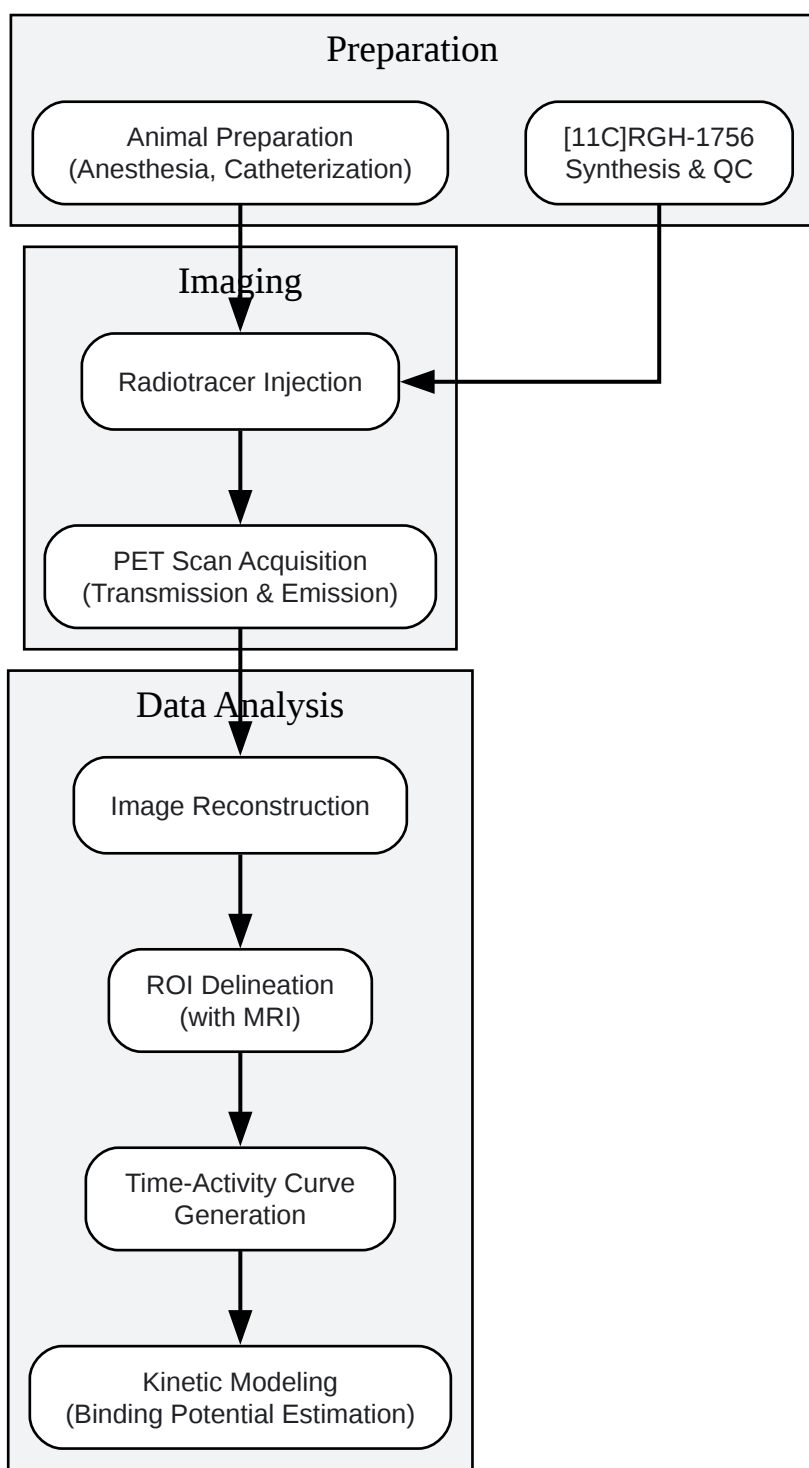 Preparation
Animal Preparation
(Anesthesia, Catheterization)
[11C]RGH-1756
Synthesis & QC
Imaging
Radiotracer Injection
PET Scan Acquisition
(Transmission & Emission)
Data Analysis
Image Reconstruction
ROI Delineation
(with MRI)
Time-Activity Curve
Generation
Kinetic Modeling
(Binding Potential Estimation)